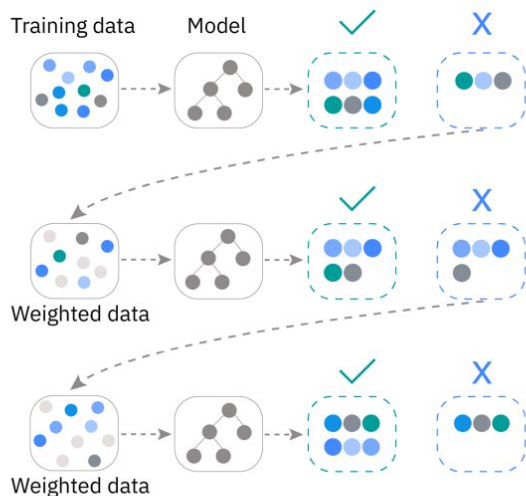 Training data
Model
X
Weighted data
X
Weighted data
X